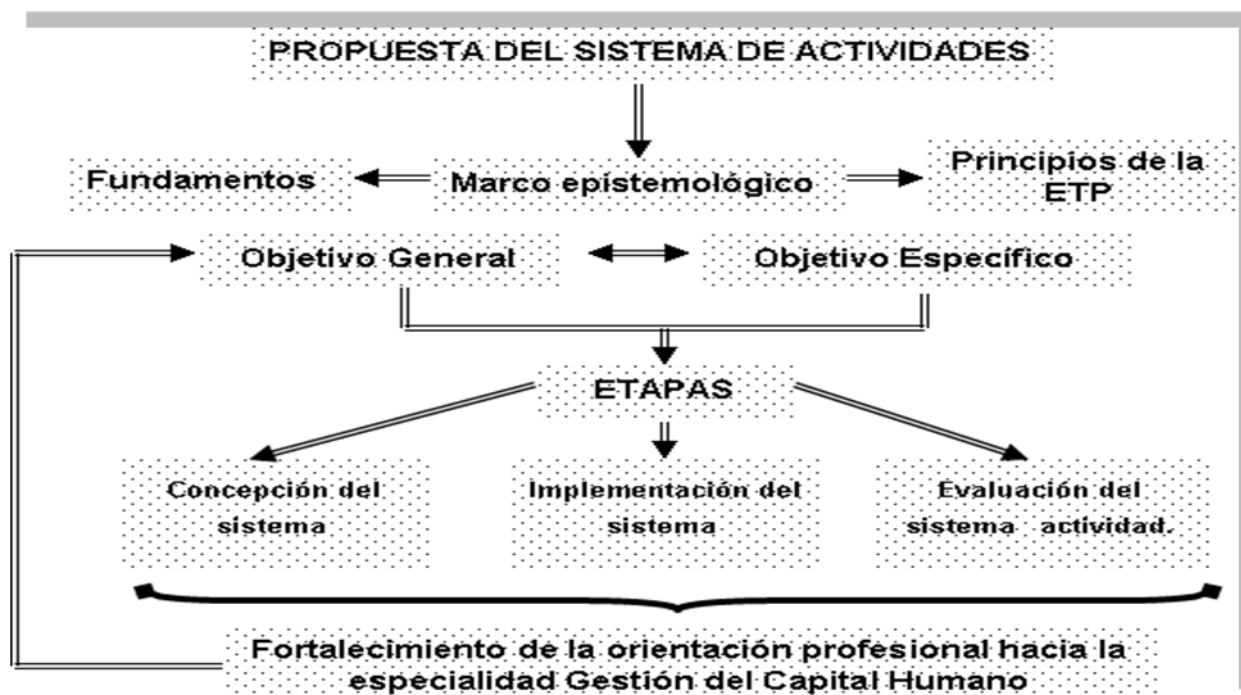 PROPUESTA DEL SISTEMA DE ACTIVIDADES
Fundamentos
Marco epistemológico
Principios de la
ETP
Objetivo General
Objetivo Específico
ETAPAS
Concepción del
sistema
Implementación del
sistema
Evaluación del
sistema actividad.
Fortalecimiento de la orientación profesional hacia la
especialidad Gestión del Capital Humano